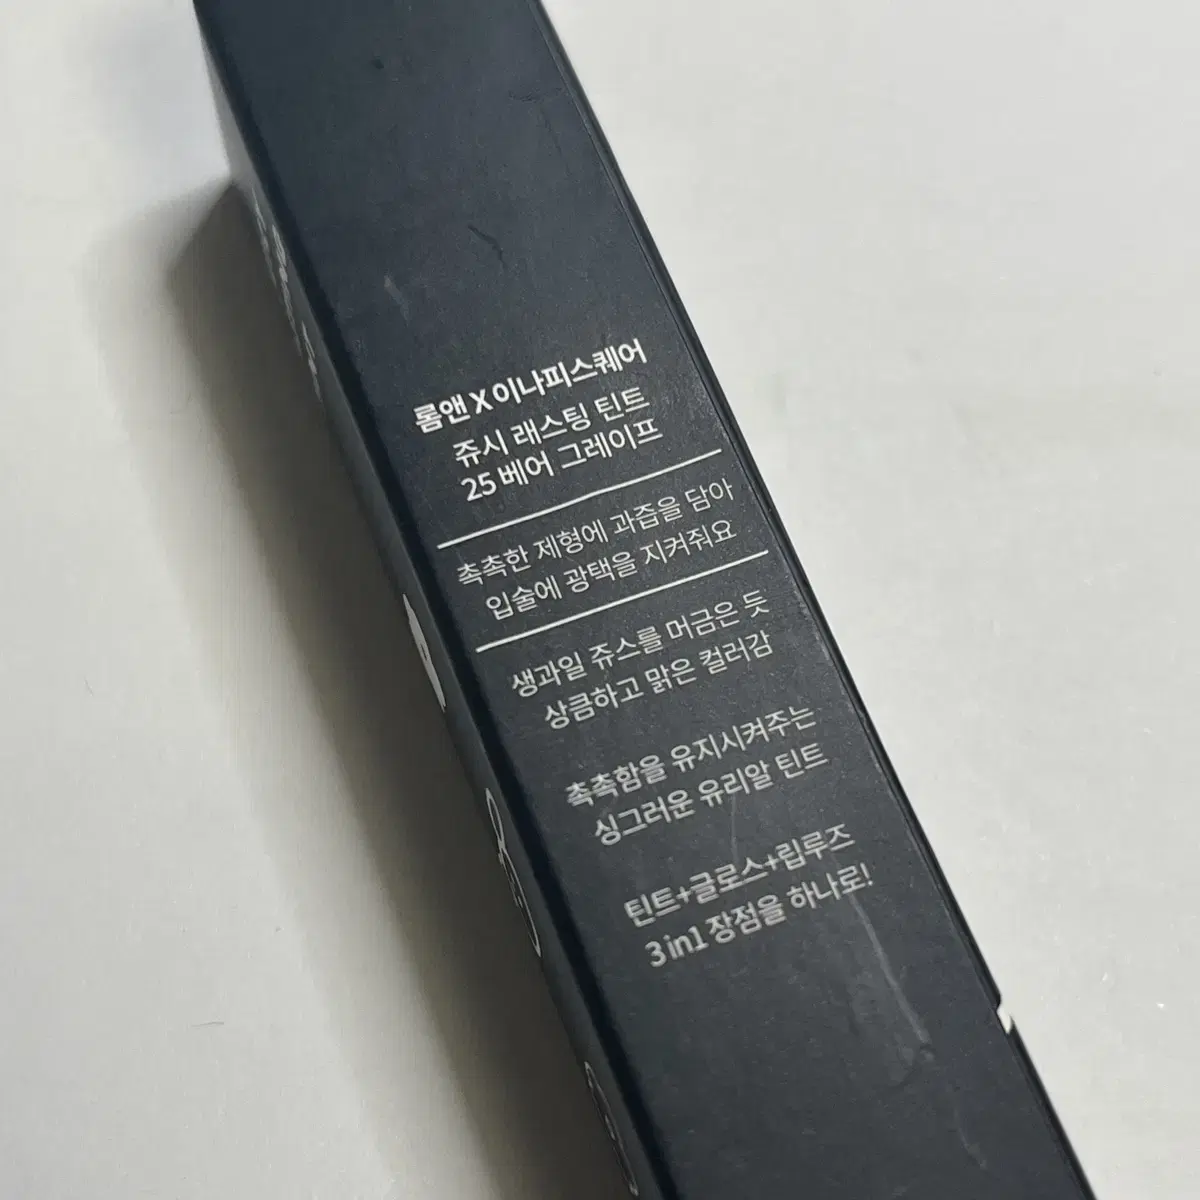 롬앤 X 이나피스퀘어
쥬시 래스팅 틴트
25 베어 그레이프
촉촉한 제형에 과즙을 담아
입술에 광택을 지켜줘요
생과일 쥬스를 머금은 듯
상큼하고 맑은 컬러감
촉촉함을 유지시켜주는
싱그러운 유리알 틴트
틴트+글로스+립루즈
3 in1 장점을 하나로!